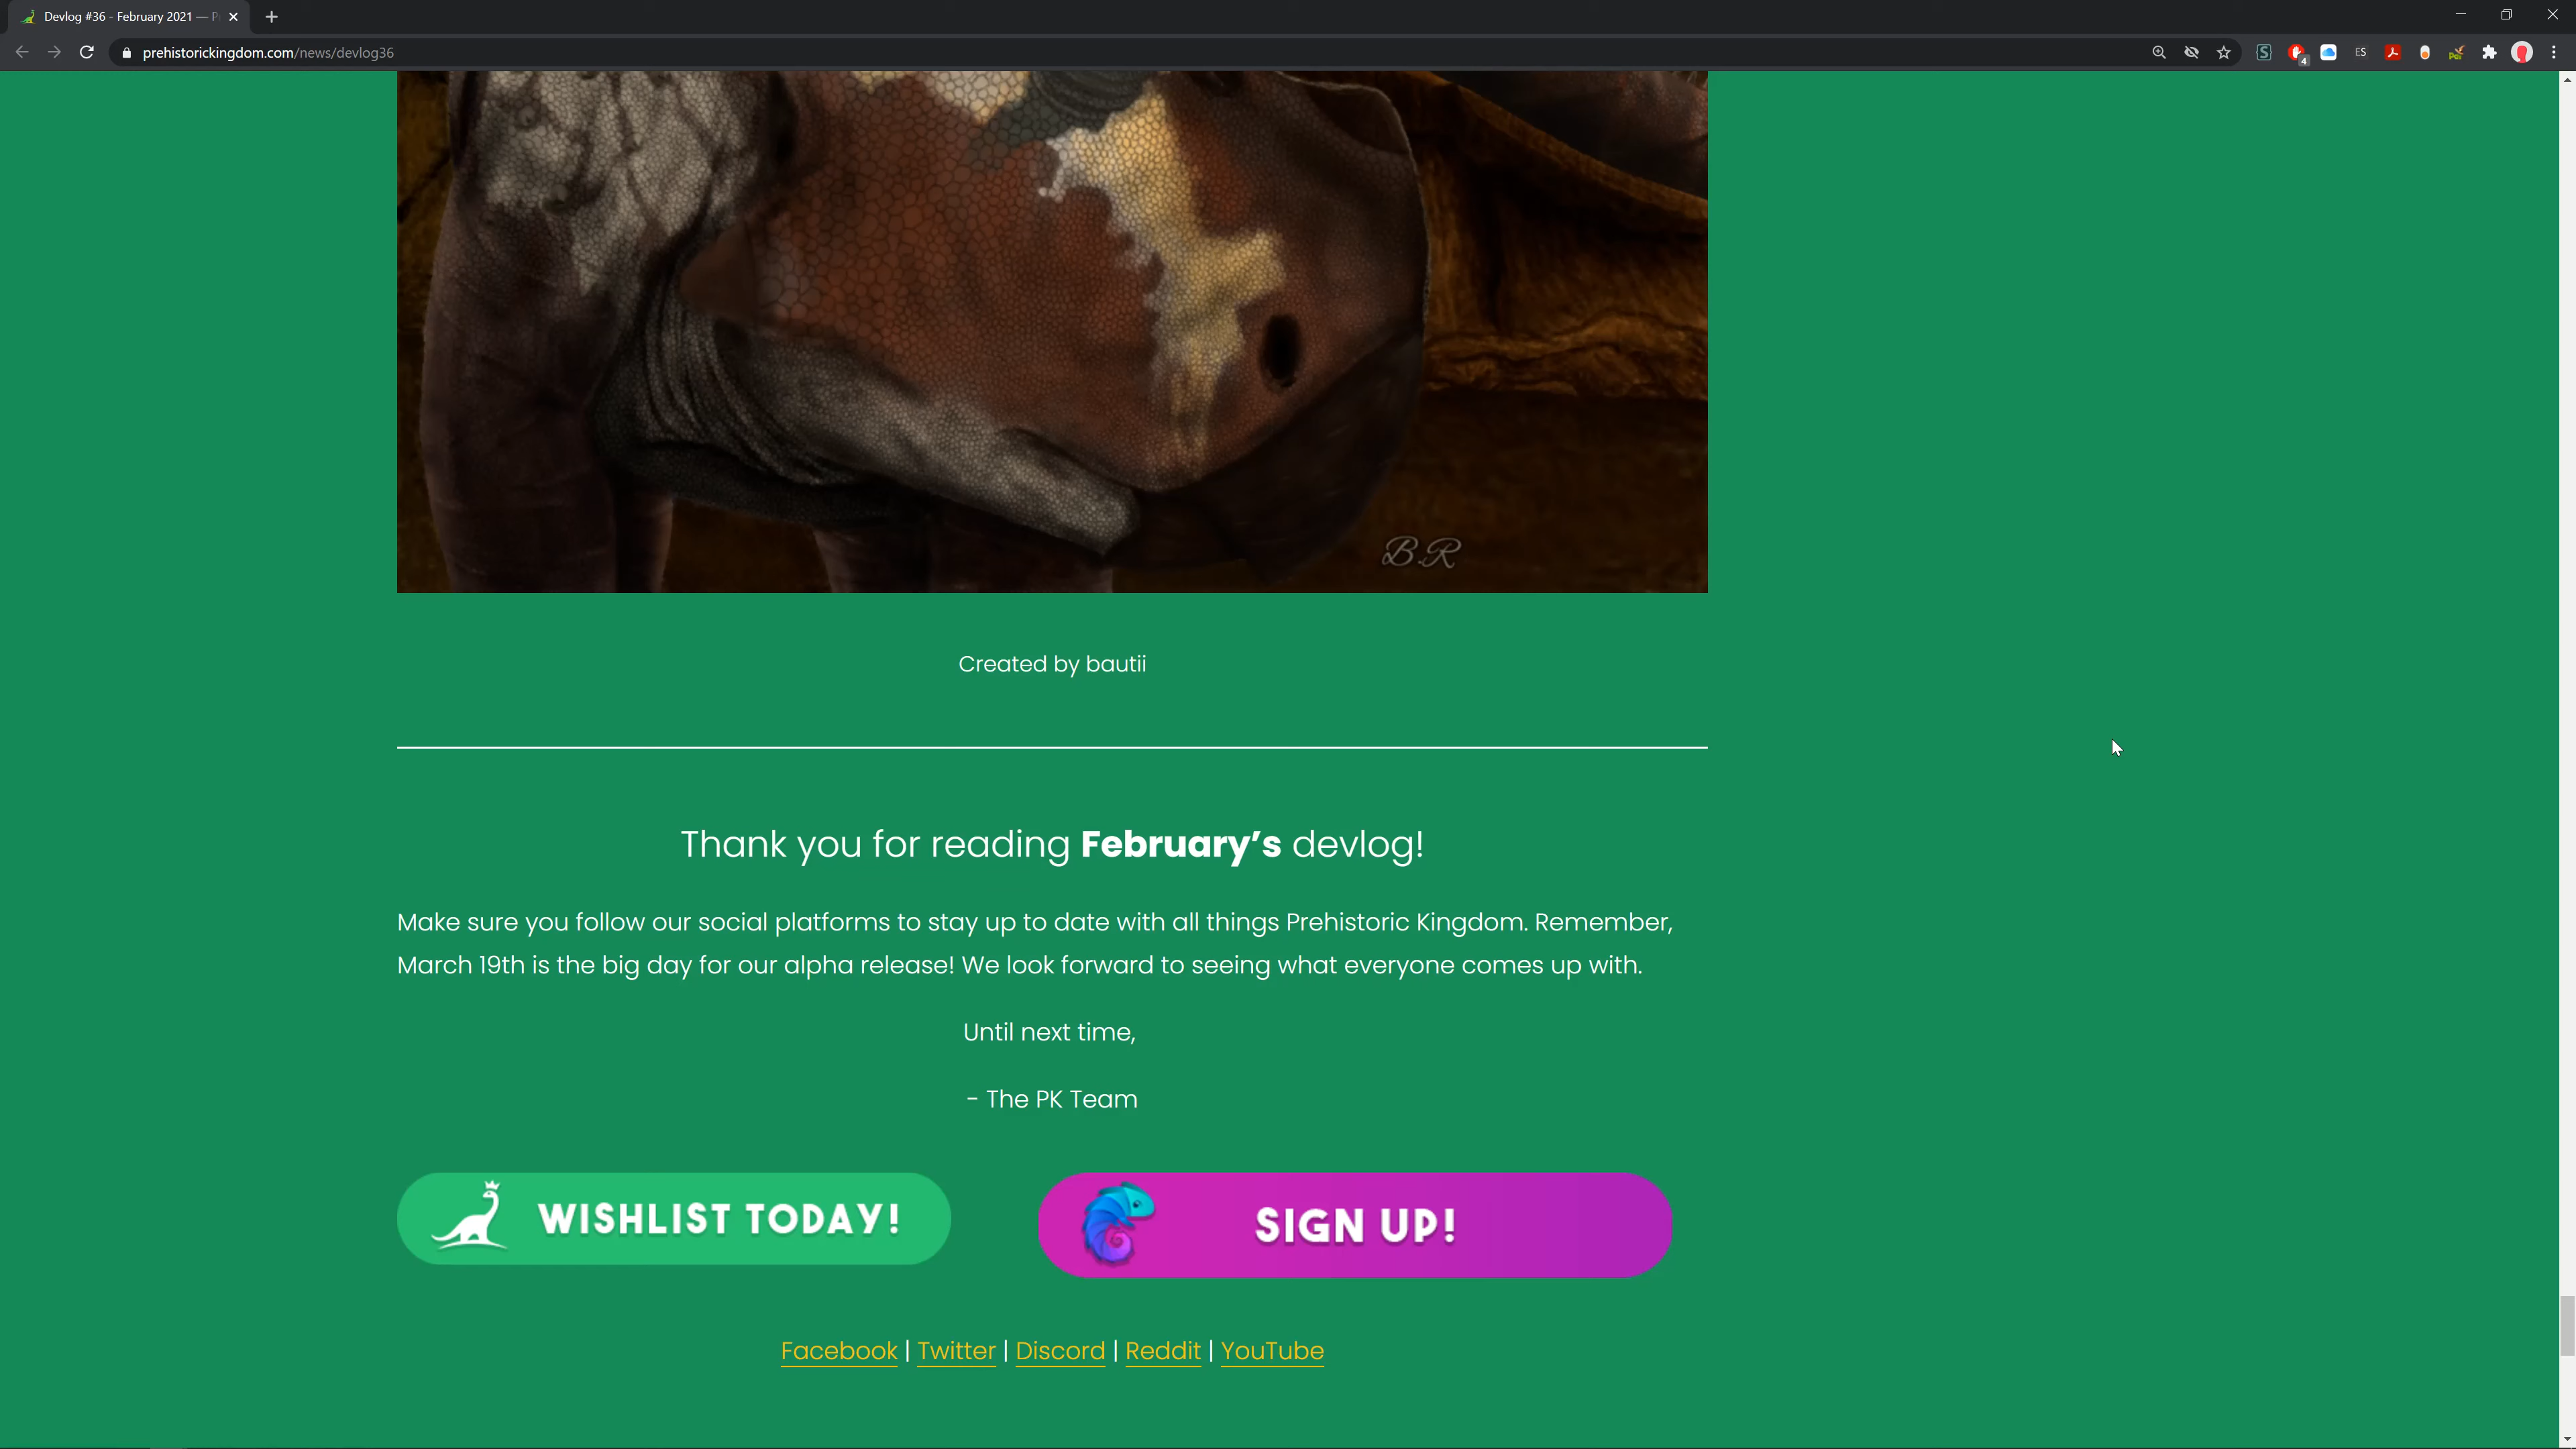 Devlog #36 - February 2021 — P
prehistorickingdom.com/news/devlog36
4
ES
B.R
Created by bautii
Thank you for reading February’s devlog!
Make sure you follow our social platforms to stay up to date with all things Prehistoric Kingdom. Remember,
March 19th is the big day for our alpha release! We look forward to seeing what everyone comes up with.
Until next time,
- The PK Team
WISHLIST TODAY!
SIGN UP!
Facebook | Twitter | Discord | Reddit | YouTube